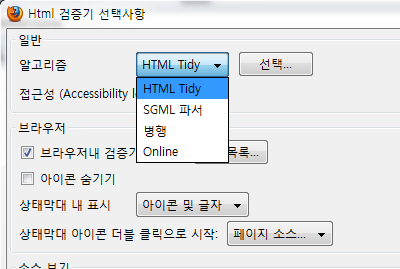 Html 검증기 선택사항
일반
알고리즘 HTML Tidy 선택...
HTML Tidy
SGML 파서
병행
Online
접근성 (Accessibility
브라우저
브라우저내 검증기 목록...
아이콘 숨기기
상태막대 내 표시 아이콘 및 글자
상태막대 아이콘 더블 클릭으로 시작: 페이지 소스...
소스 보기